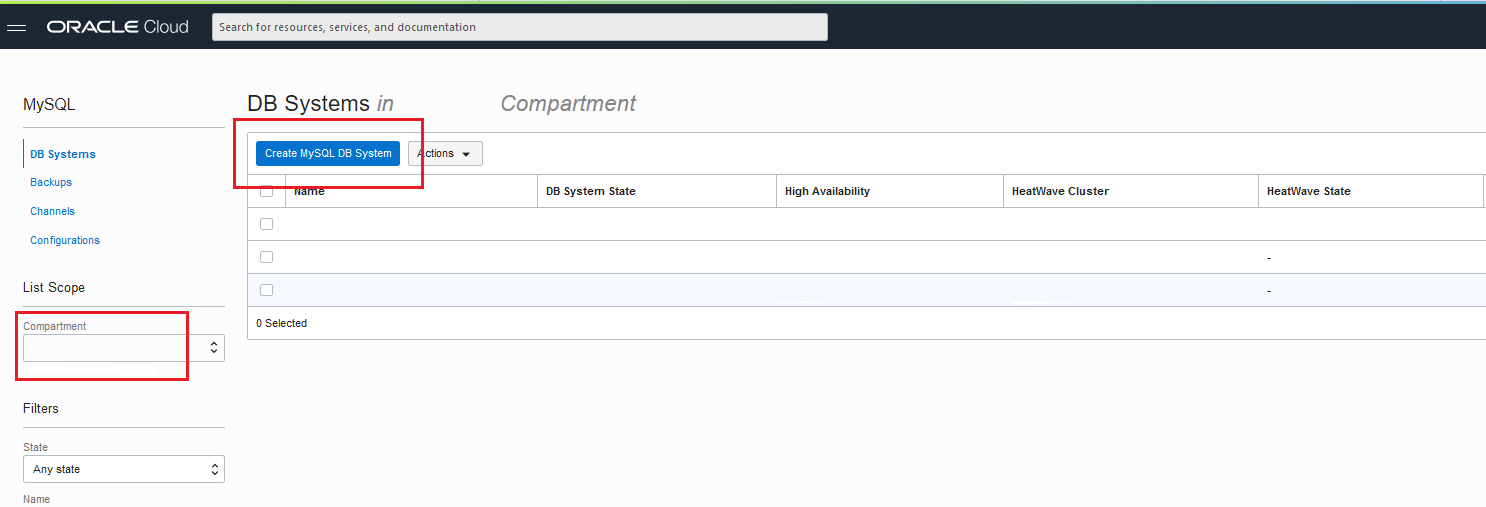 ORACLE Cloud
Search for resources, services, and documentation
MySQL
DB Systems
Backups
Channels
Configurations
List Scope
Compartment
Filters
State
Any state
Name
DB Systems in Compartment
Create MySQL DB System
Actions
Name DB System State High Availability HeatWave Cluster HeatWave State
-
-
0 Selected